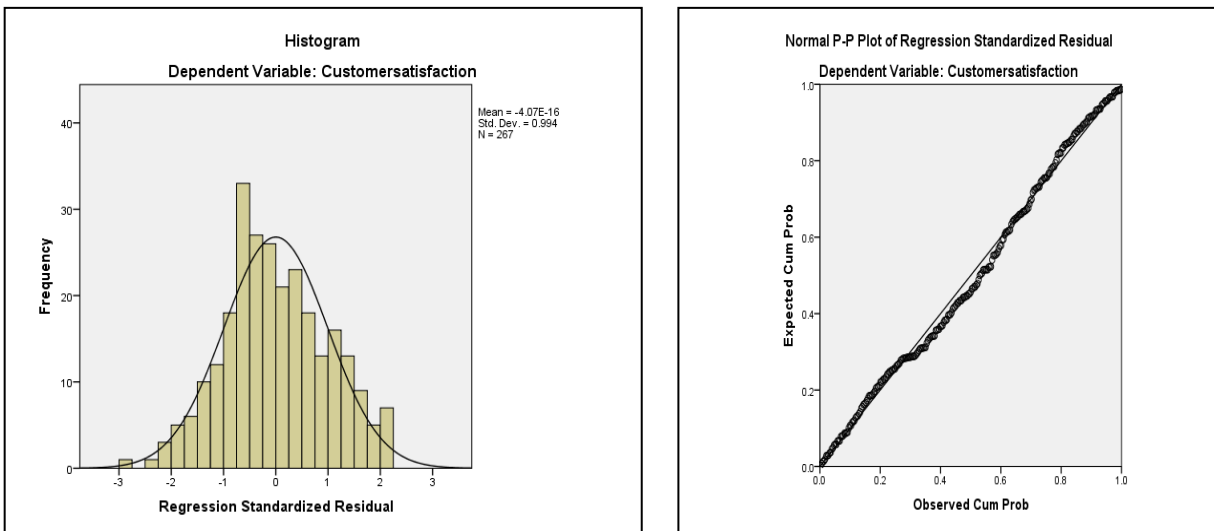 Histogram
Dependent Variable: Customersatisfaction
Mean = -4.07E-16
Std. Dev. = 0.994
N = 267
40
30
20
10
0
Frequency
-3 -2 -1 0 1 2 3
Regression Standardized Residual
Normal P-P Plot of Regression Standardized Residual
Dependent Variable: Customersatisfaction
1.0
0.8
0.6
0.4
0.2
0.0
Expected Cum Prob
0.0 0.2 0.4 0.6 0.8 1.0
Observed Cum Prob